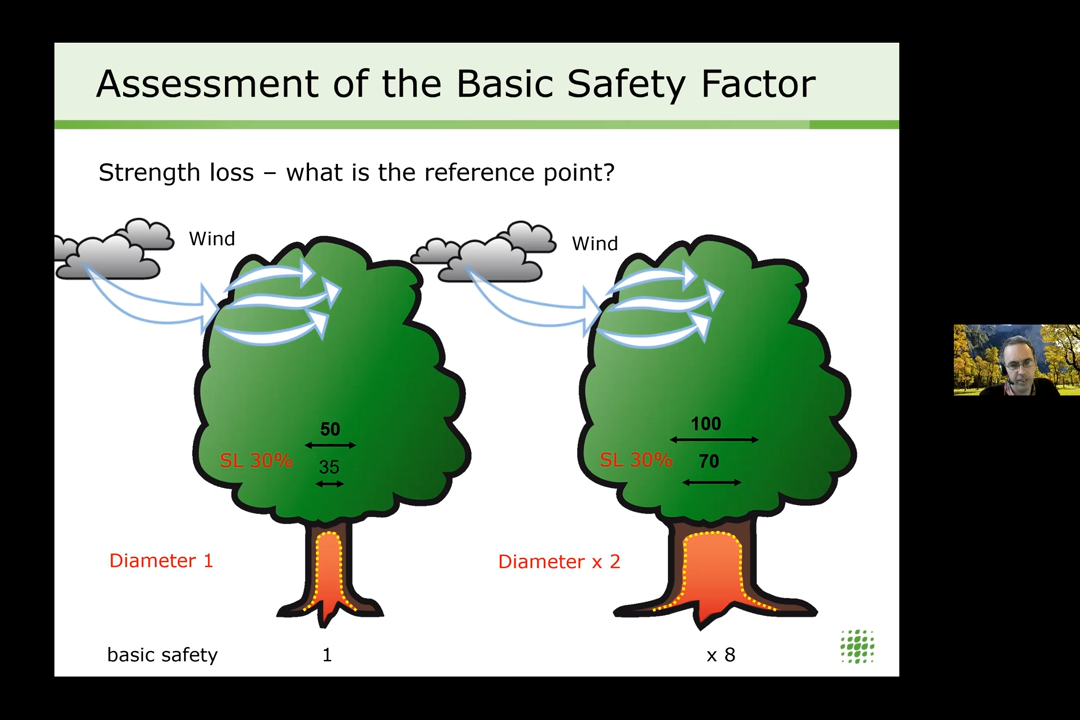 Assessment of the Basic Safety Factor
Strength loss – what is the reference point?
Wind
Wind
50
SL 30%
35
100
SL 30%
70
Diameter 1
Diameter x 2
basic safety
1
x 8